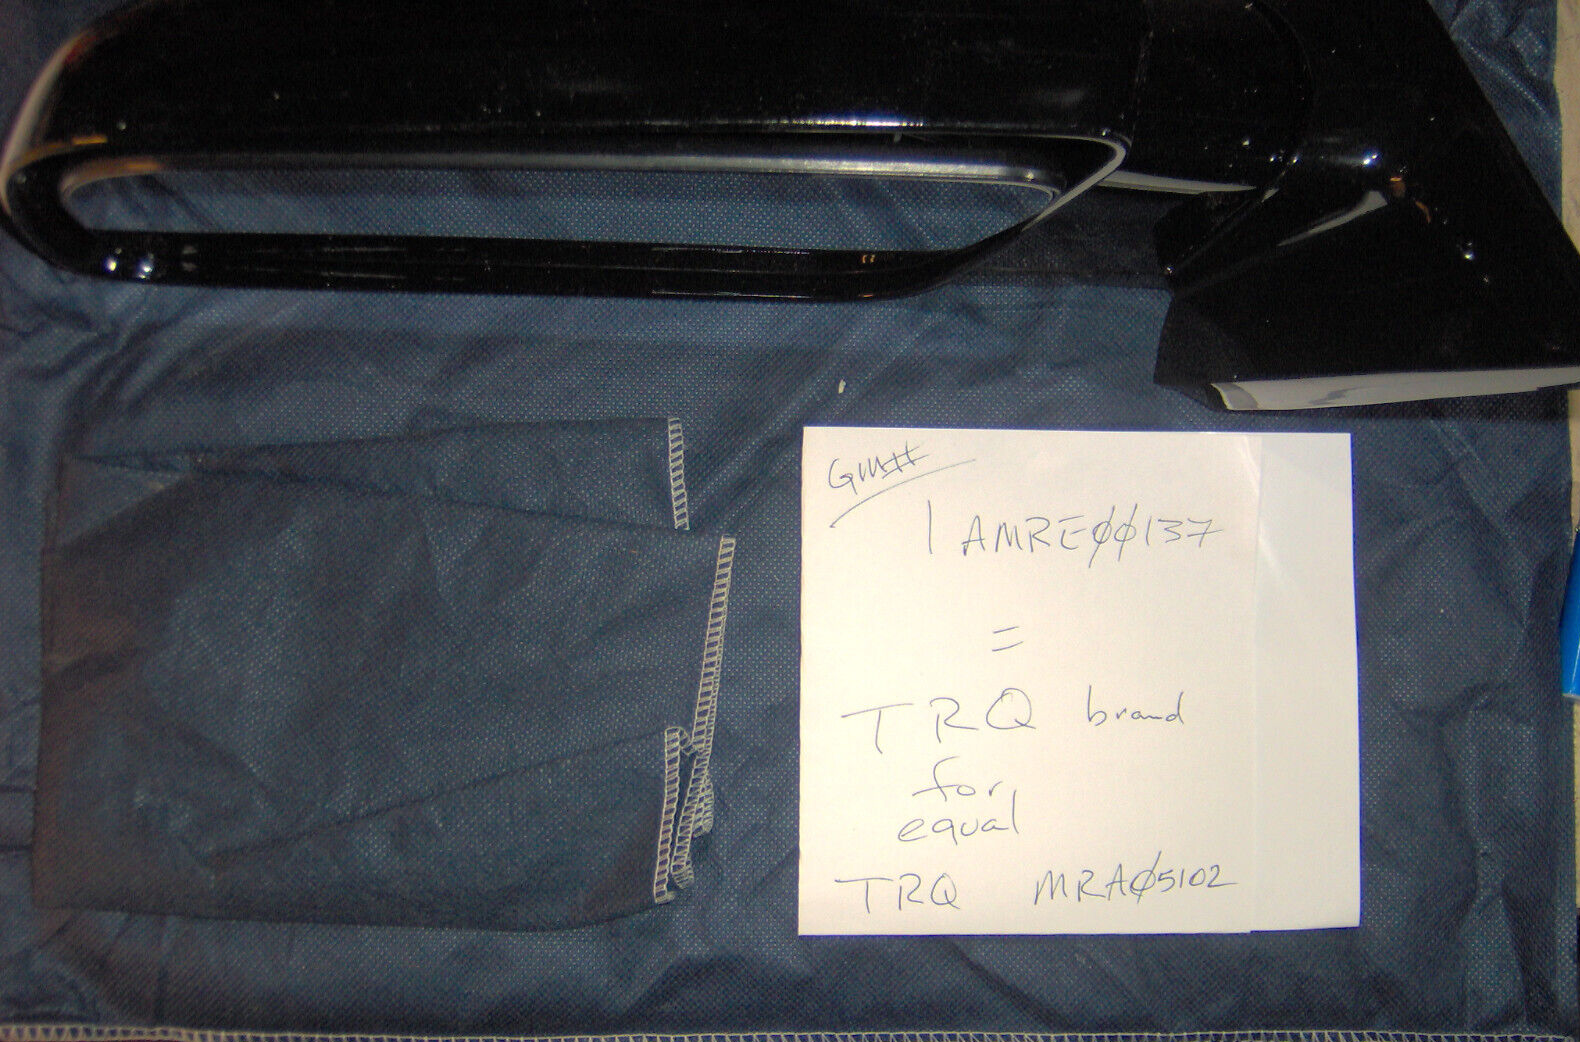 GM#
1AMRE00137
=
TRQ brand
for
equal
TRQ MRA05102